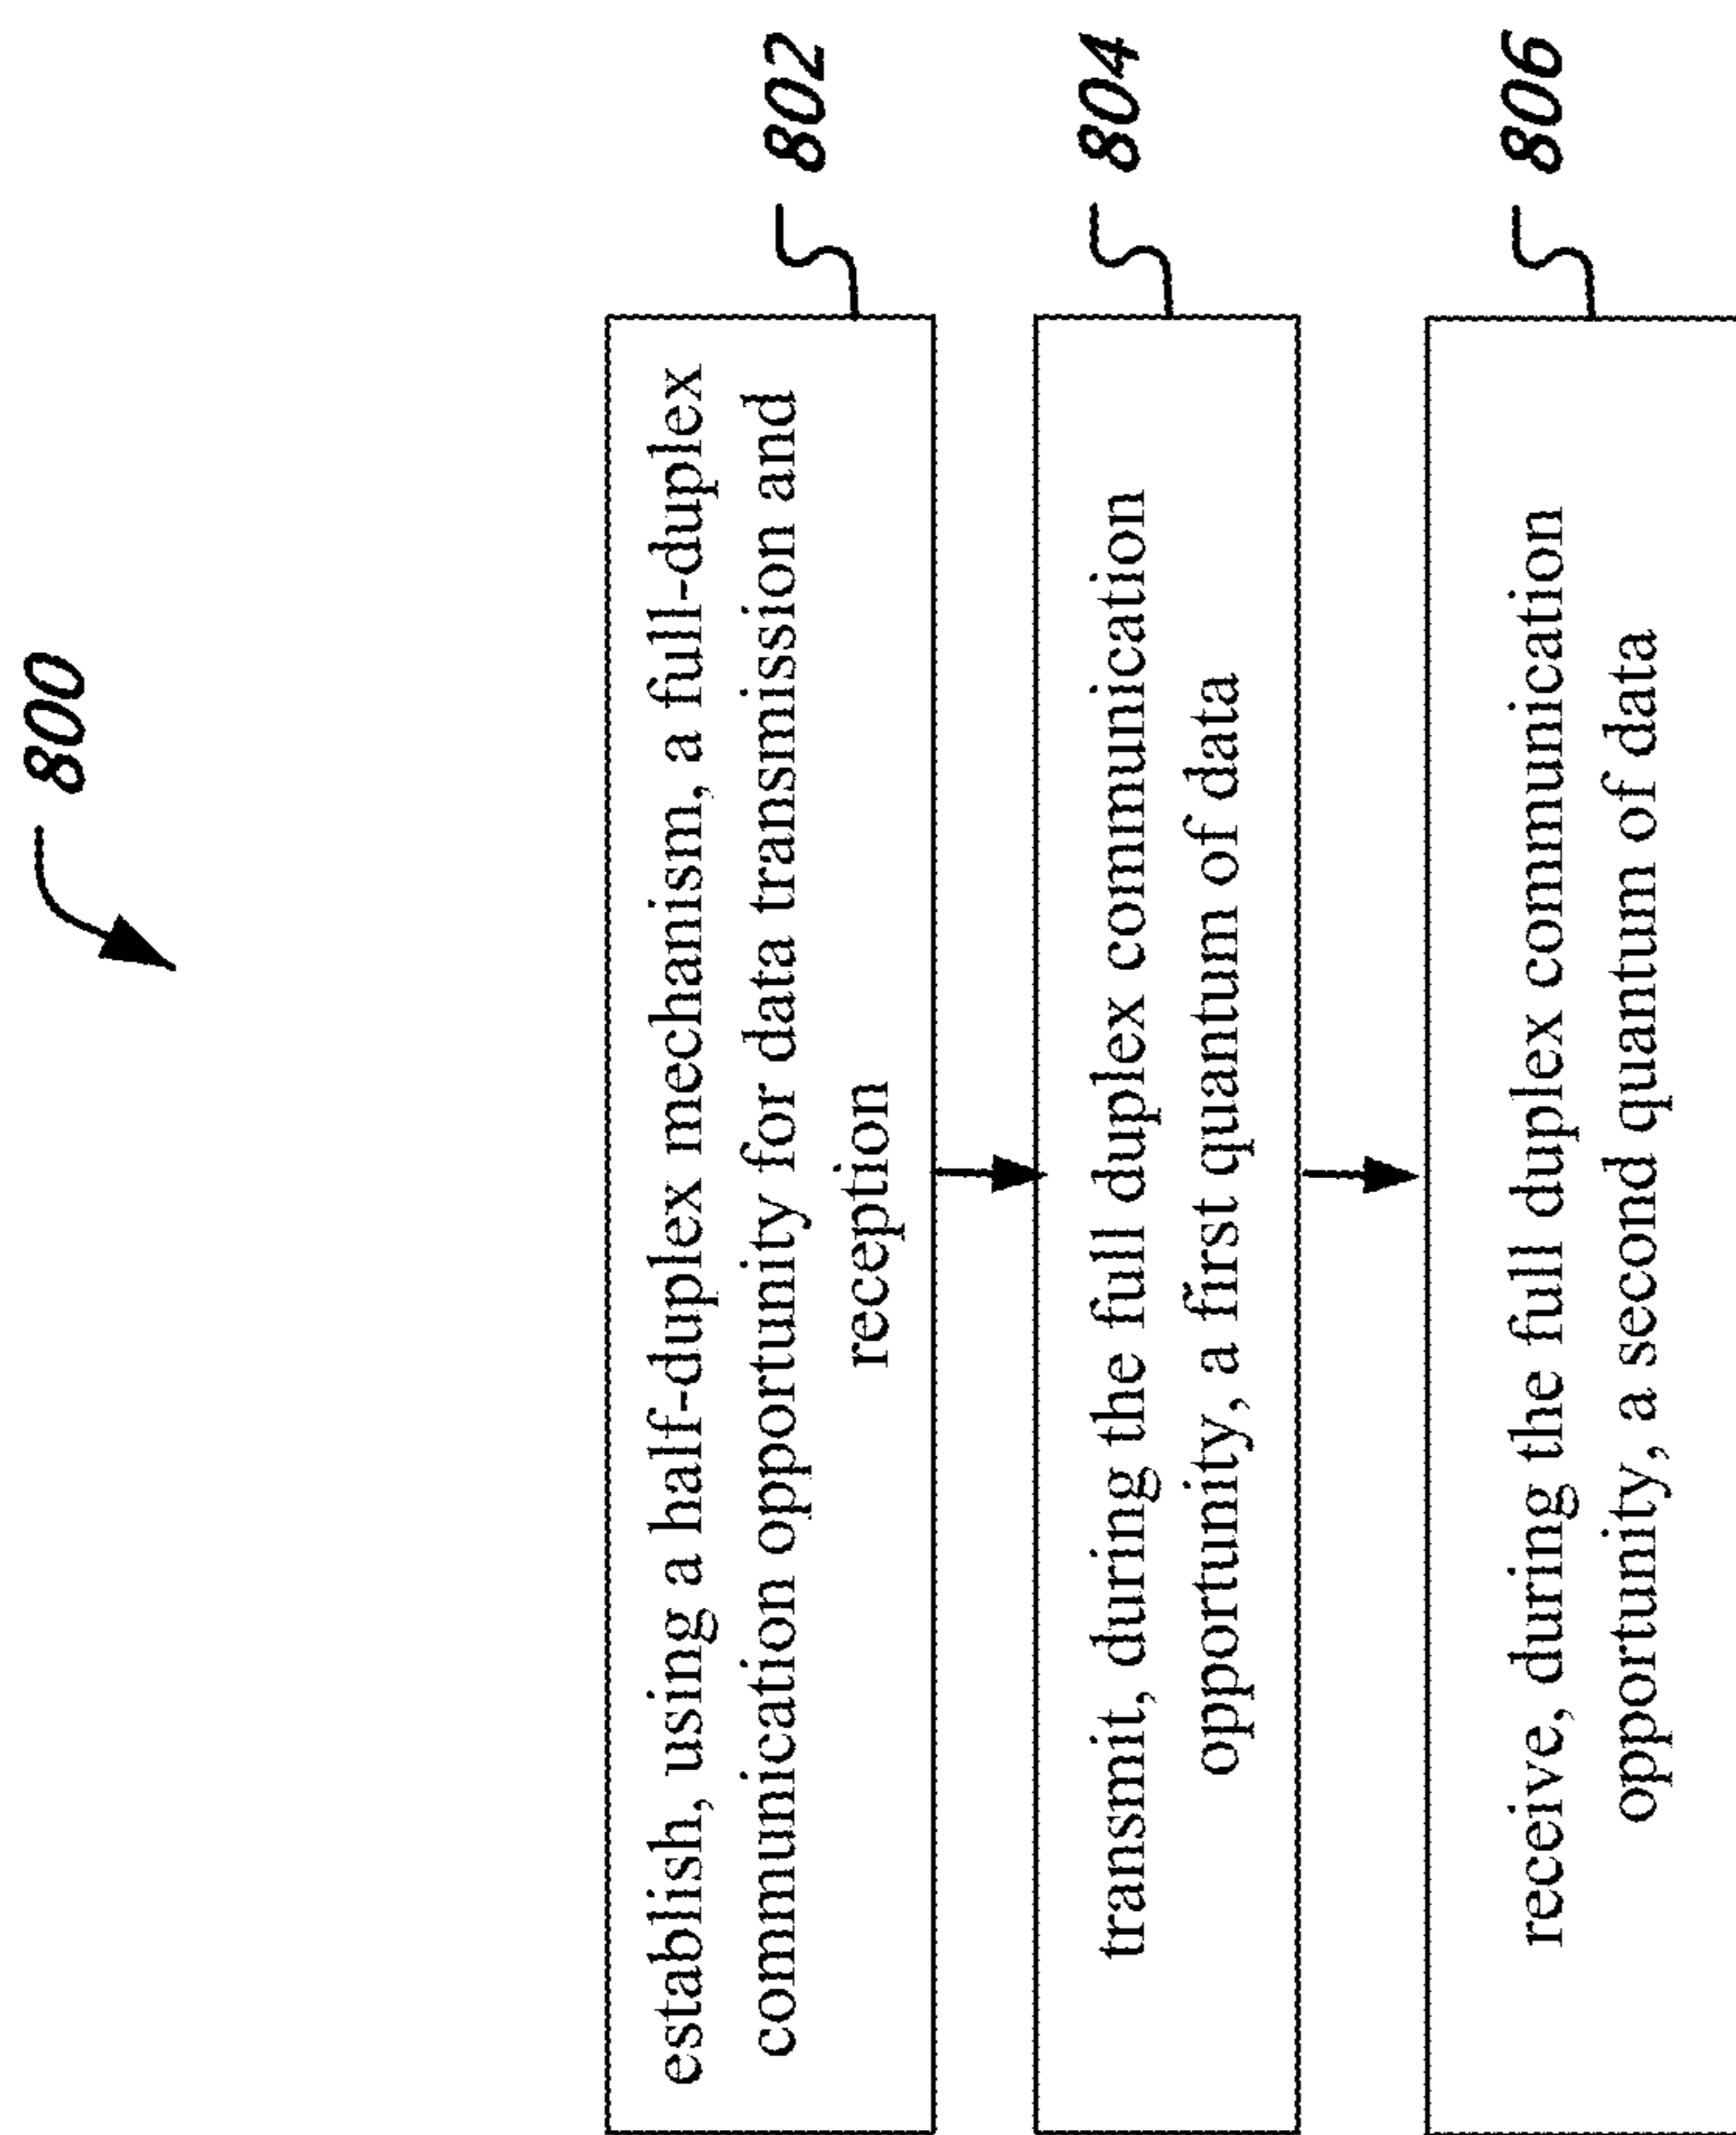 800
establish, using a half-duplex mechanism, a full-duplex
communication opportunity for data transmission and
reception
802
transmit, during the full duplex communication
opportunity, a first quantum of data
804
receive, during the full duplex communication
opportunity, a second quantum of data
806